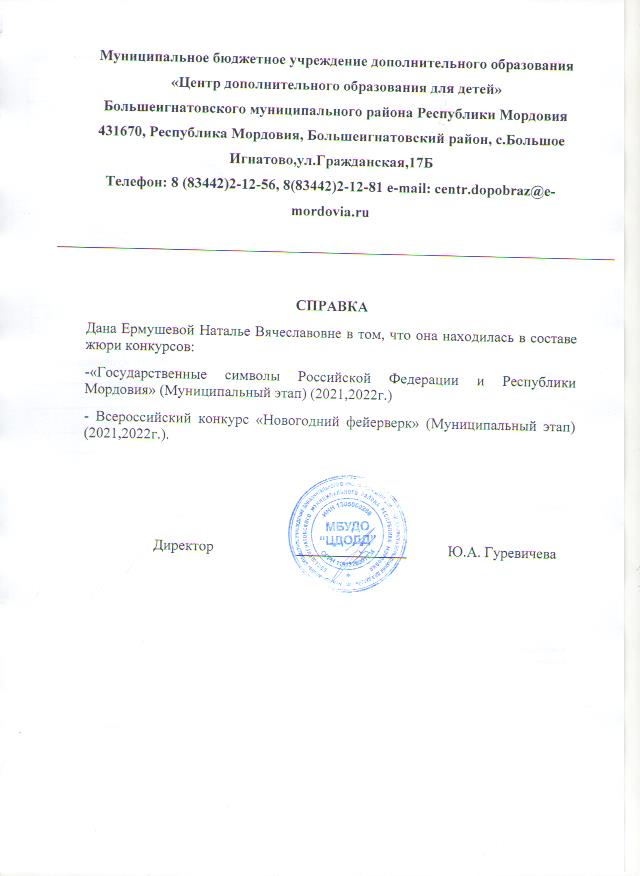 Муниципальное бюджетное учреждение дополнительного образования
«Центр дополнительного образования для детей»
Большеигнатовского муниципального района Республики Мордовия
431670, Республика Мордовия, Большеигнатовский район, с.Большое
Игнатово,ул.Гражданская,17Б
Телефон: 8 (83442)2-12-56, 8(83442)2-12-81 e-mail: centr.dopobraz@e-
mordovia.ru
СПРАВКА
Дана Ермушевой Наталье Вячеславовне в том, что она находилась в составе
жюри конкурсов:
-«Государственные символы Российской Федерации и Республики
Мордовия» (Муниципальный этап) (2021,2022г.)
- Всероссийский конкурс «Новогодний фейерверк» (Муниципальный этап)
(2021,2022г.).
МБУДО
"ЦДОДД"
Директор
Ю.А. Гуревичева